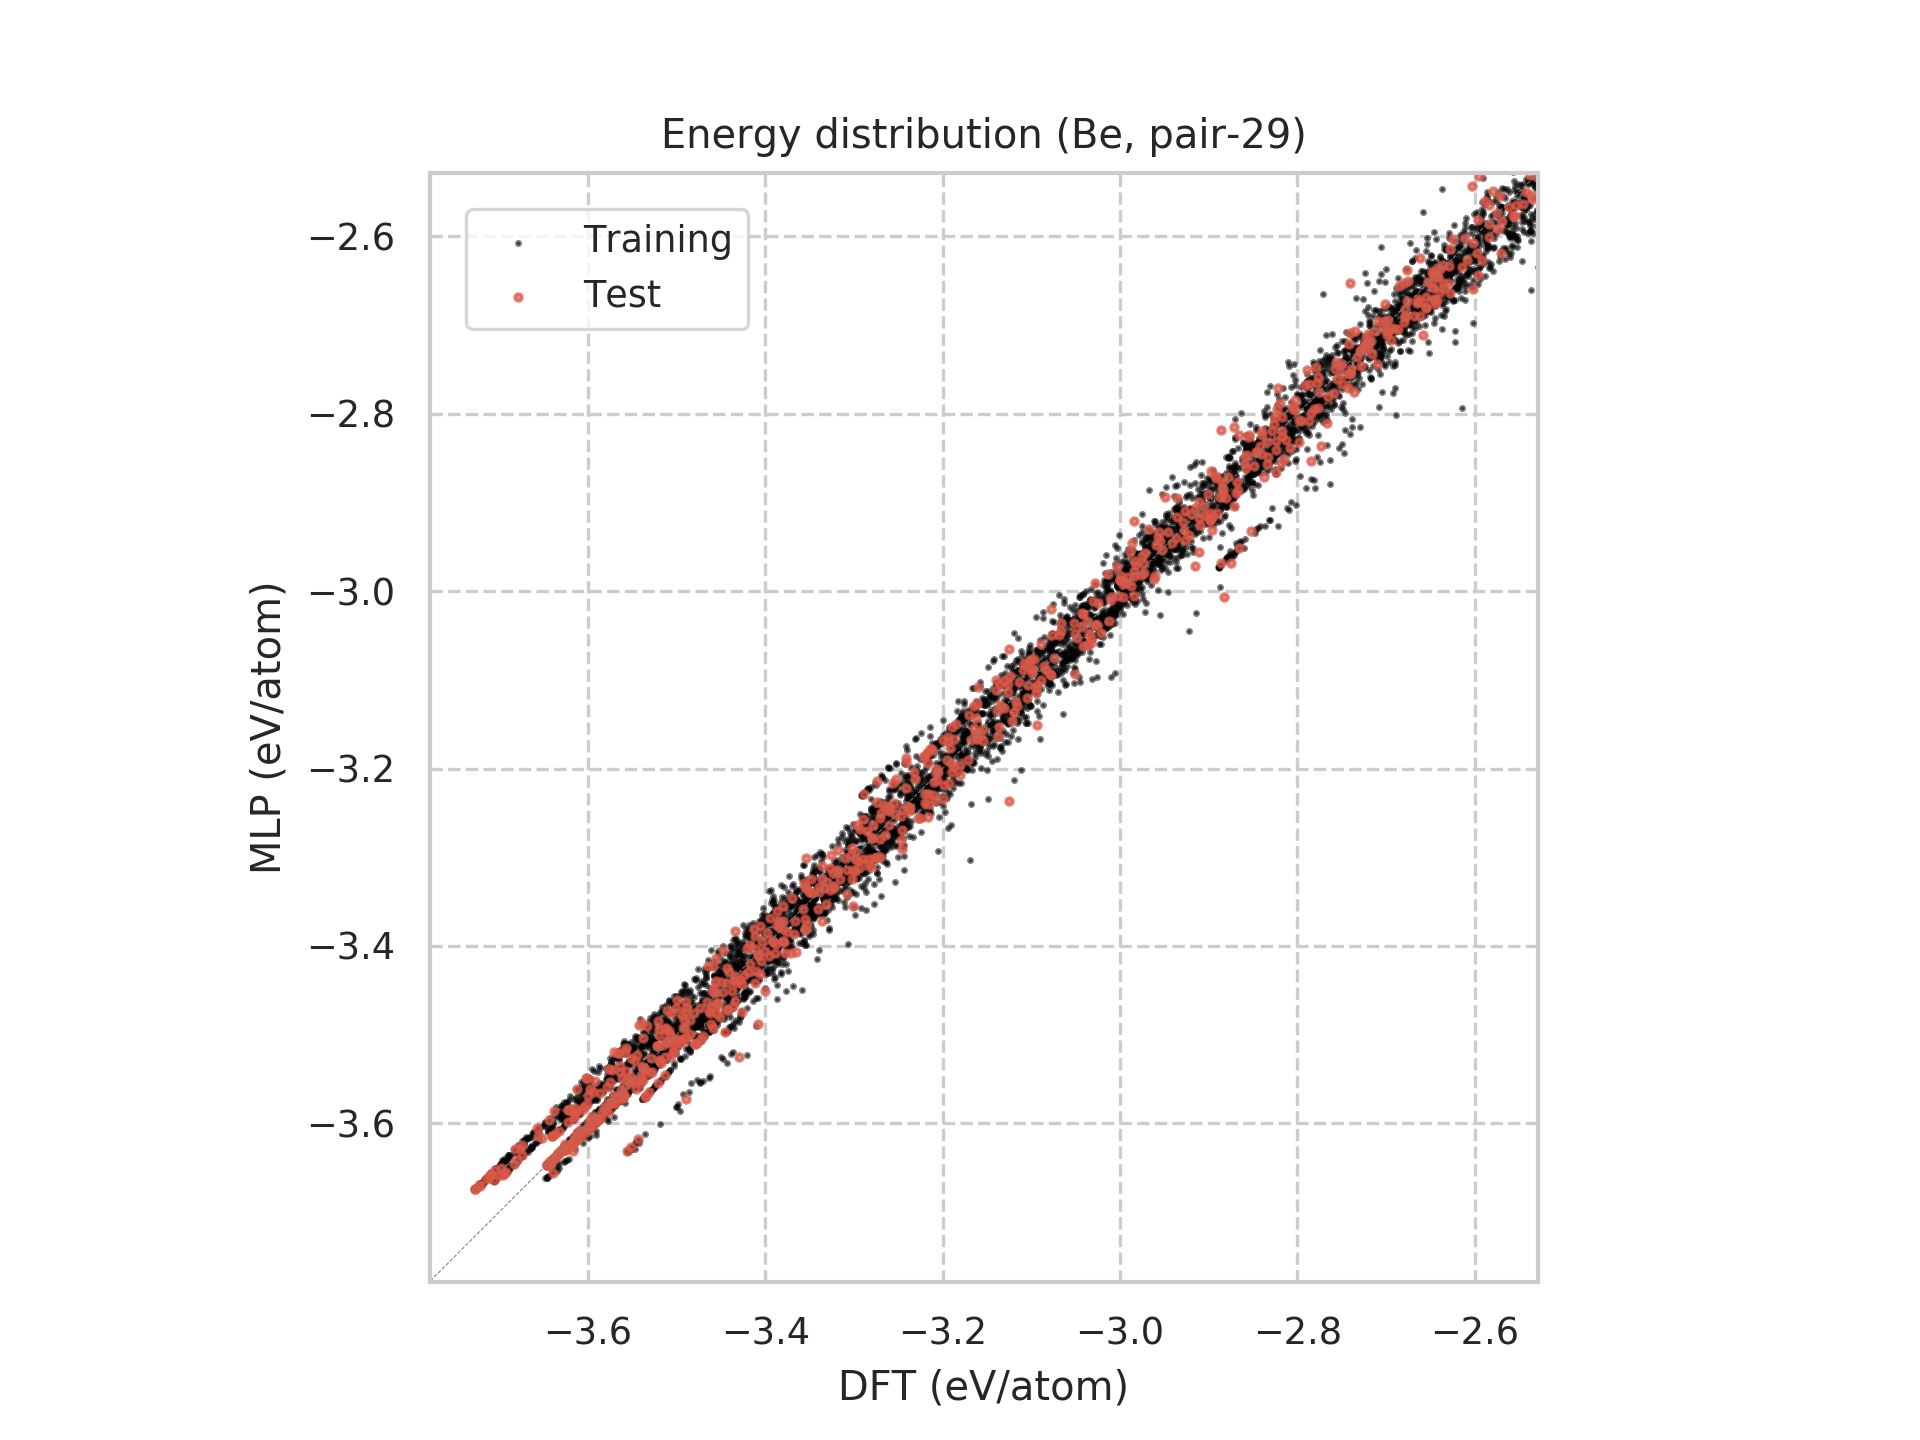 Energy distribution (Be, pair-29)
Training
Test
−2.6
−2.8
−3.0
−3.2
−3.4
−3.6
MLP (eV/atom)
−3.6 −3.4 −3.2 −3.0 −2.8 −2.6
DFT (eV/atom)